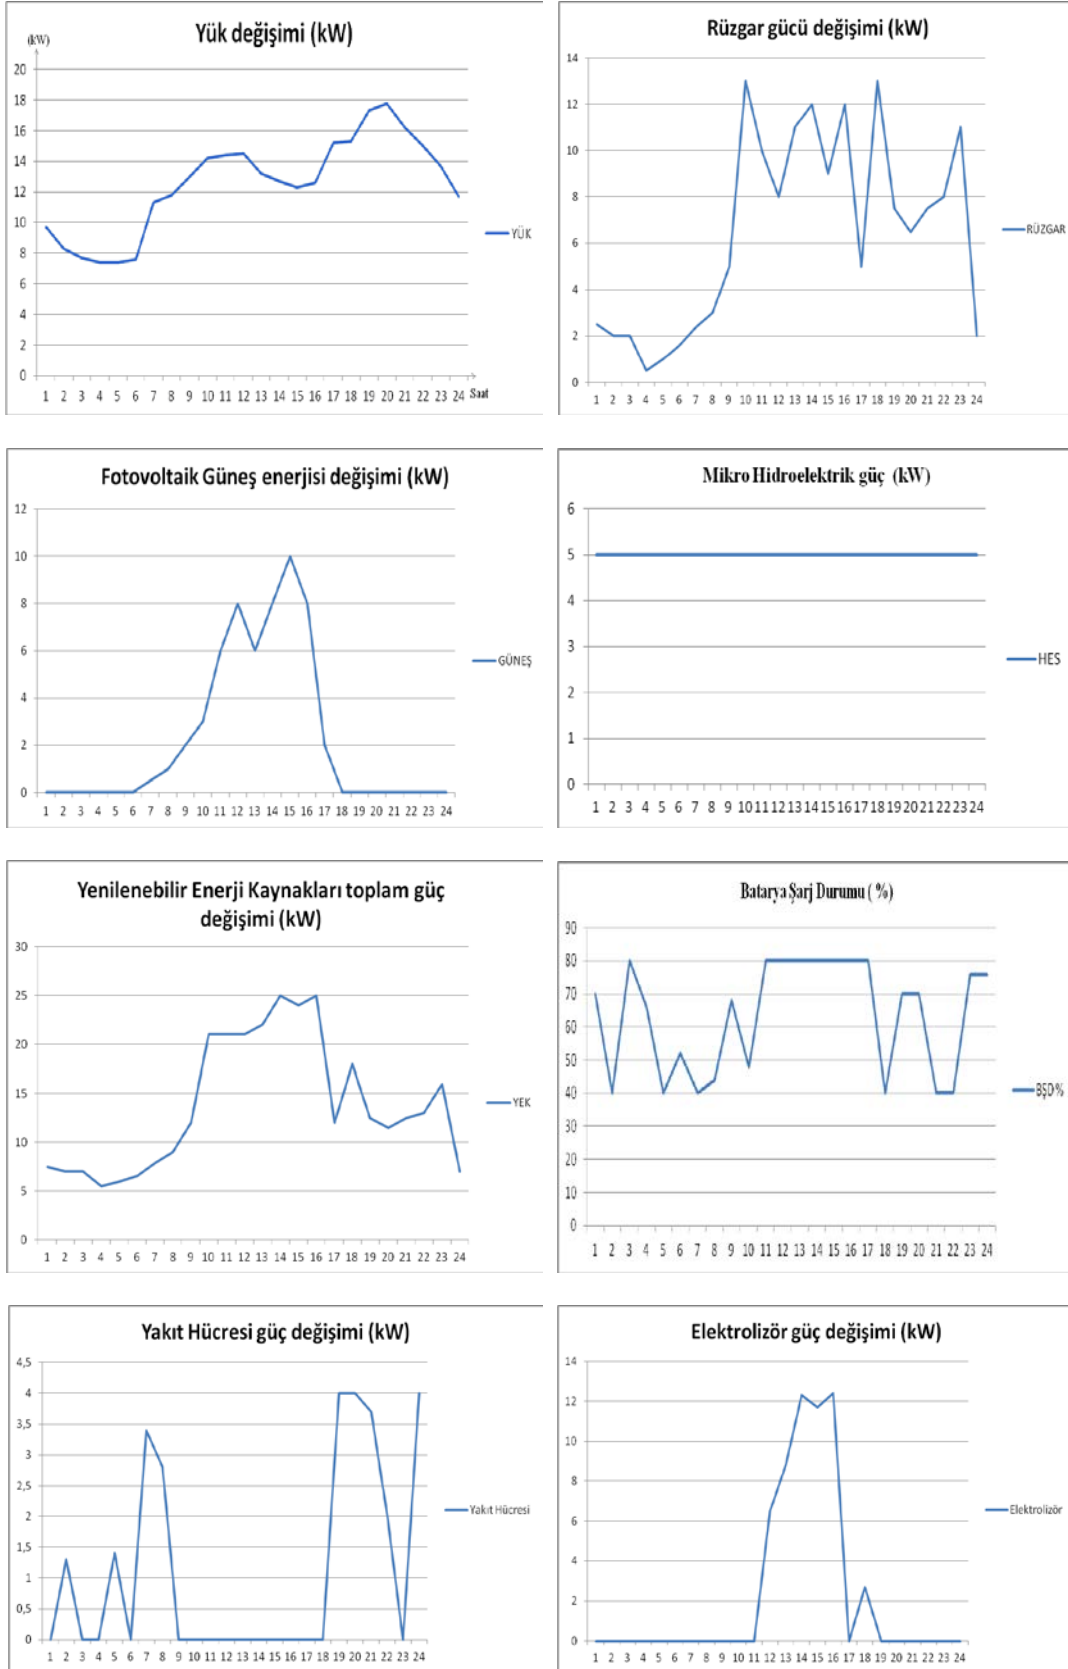 Yük değişimi (kW)
(kW)
20
18
16
14
12
10
8
6
4
2
0
1 2 3 4 5 6 7 8 9 10 11 12 13 14 15 16 17 18 19 20 21 22 23 24 Saat
YÜK
Rüzgar gücü değişimi (kW)
14
12
10
8
6
4
2
0
1 2 3 4 5 6 7 8 9 10 11 12 13 14 15 16 17 18 19 20 21 22 23 24
RÜZGAR
Fotovoltaik Güneş enerjisi değişimi (kW)
12
10
8
6
4
2
0
1 2 3 4 5 6 7 8 9 10 11 12 13 14 15 16 17 18 19 20 21 22 23 24
GÜNEŞ
Mikro Hidroelektrik güç (kW)
6
5
4
3
2
1
0
1 2 3 4 5 6 7 8 9 10 11 12 13 14 15 16 17 18 19 20 21 22 23 24
HES
Yenilenebilir Enerji Kaynakları toplam güç
değişimi (kW)
30
25
20
15
10
5
0
1 2 3 4 5 6 7 8 9 10 11 12 13 14 15 16 17 18 19 20 21 22 23 24
YEK
Batarya Şarj Durumu ( %)
90
80
70
60
50
40
30
20
10
0
1 2 3 4 5 6 7 8 9 10 11 12 13 14 15 16 17 18 19 20 21 22 23 24
BŞD%
Yakıt Hücresi güç değişimi (kW)
4,5
4
3,5
3
2,5
2
1,5
1
0,5
0
1 2 3 4 5 6 7 8 9 10 11 12 13 14 15 16 17 18 19 20 21 22 23 24
Yakıt Hücresi
Elektrolizör güç değişimi (kW)
14
12
10
8
6
4
2
0
1 2 3 4 5 6 7 8 9 10 11 12 13 14 15 16 17 18 19 20 21 22 23 24
Elektrolizör